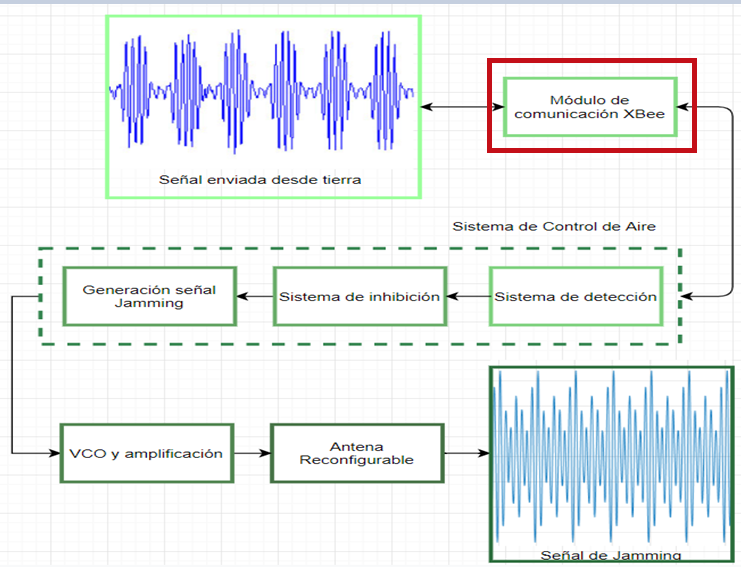 Módulo de
comunicación XBee
Señal enviada desde tierra
Sistema de Control de Aire
Generación señal
Jamming
Sistema de inhibición
Sistema de detección
VCO y amplificación
Antena
Reconfigurable
Señal de Jamming